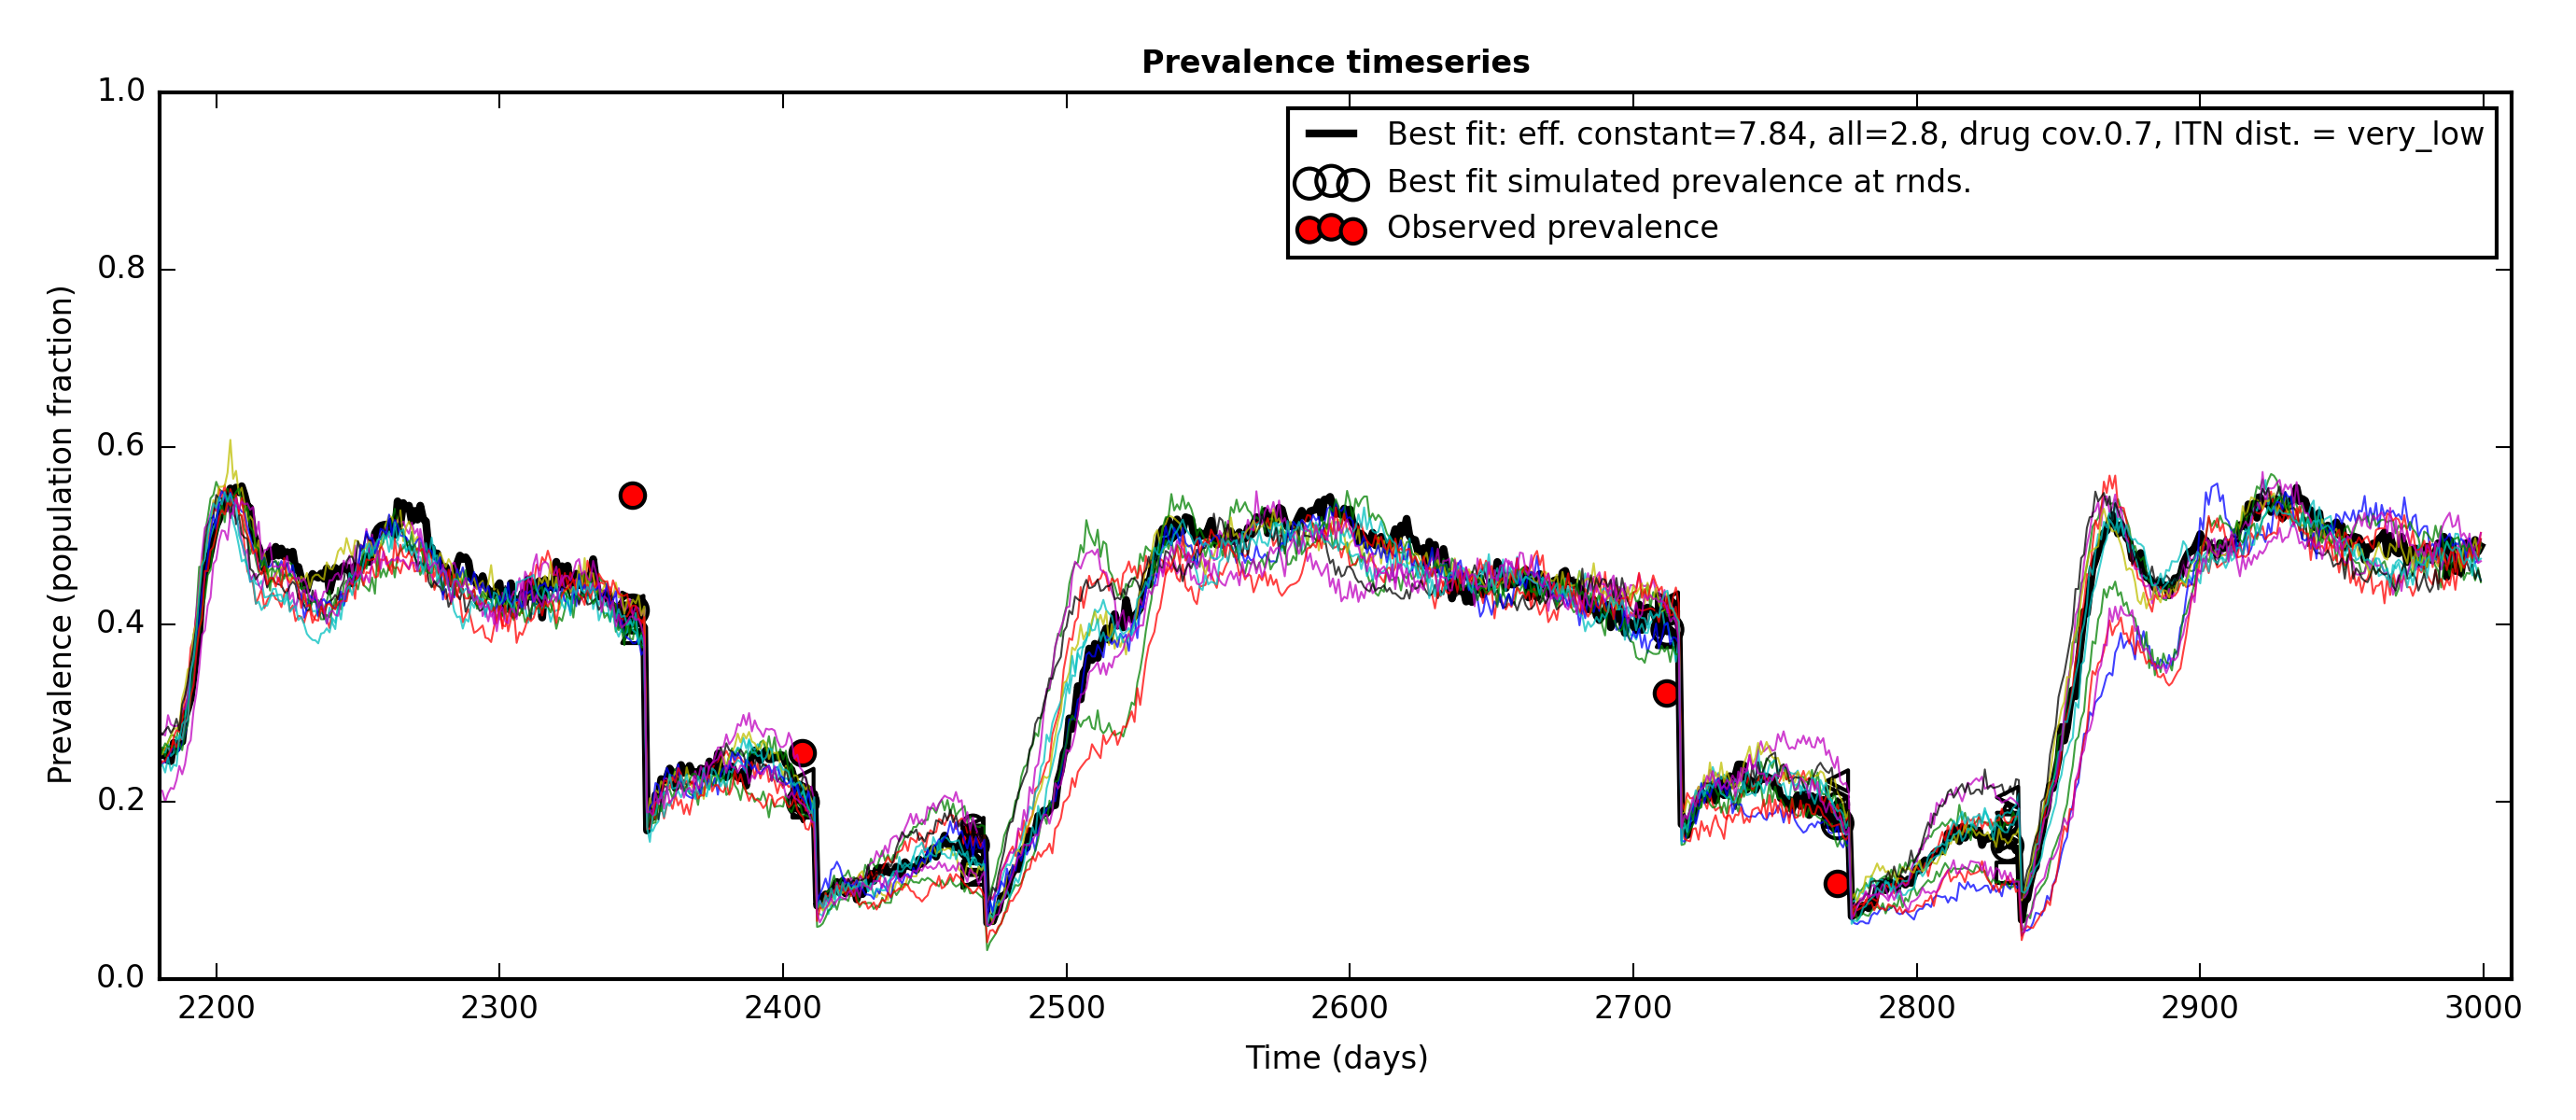 Prevalence timeseries
Best fit: eff. constant=7.84, all=2.8, drug cov.0.7, ITN dist. = very_low
Best fit simulated prevalence at rnds.
Observed prevalence
Prevalence (population fraction)
1.0
0.8
0.6
0.4
0.2
0.0
2200 2300 2400 2500 2600 2700 2800 2900 3000
Time (days)